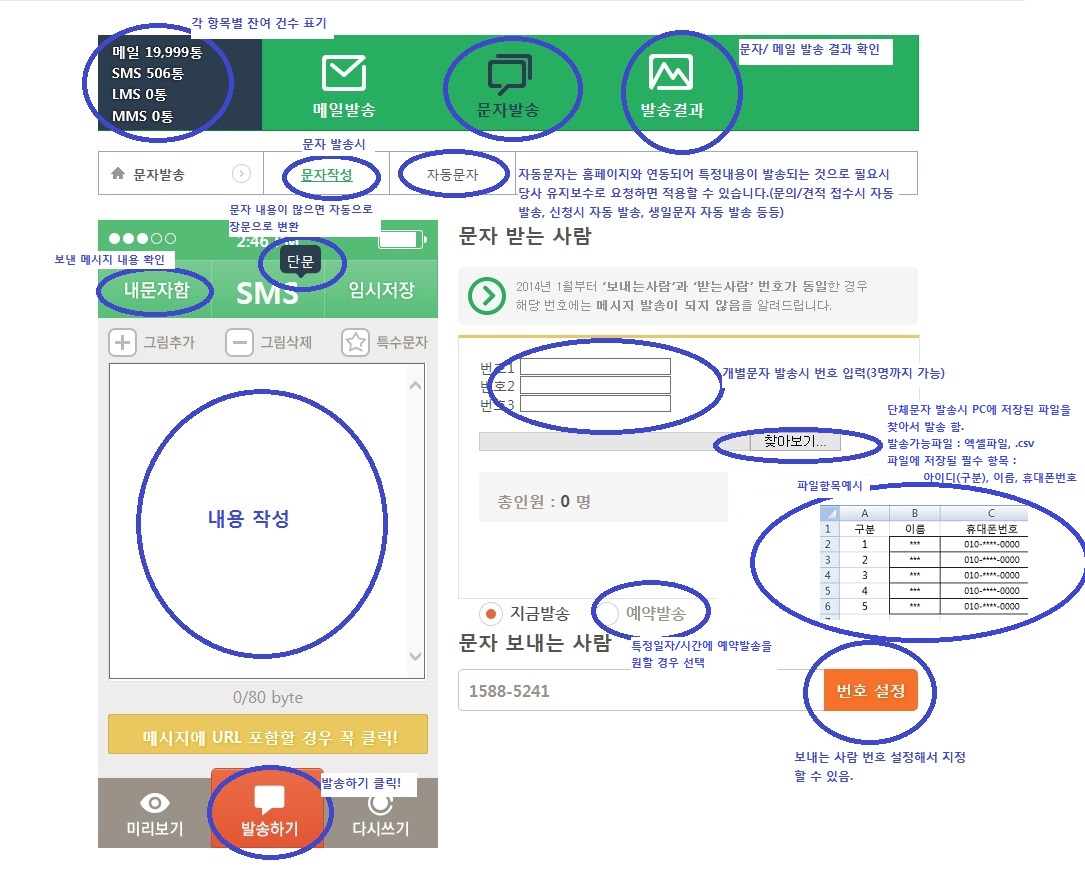 각 항목별 잔여 건수 표기
메일 19,999통
SMS 506통
LMS 0통
MMS 0통
메일발송
문자발송
발송결과
문자/ 메일 발송 결과 확인
문자 발송시
문자발송
문자작성
자동문자
자동문자는 홈페이지와 연동되어 특정내용이 발송되는 것으로 필요시
당사 유지보수로 요청하면 적용할 수 있습니다.(문의/견적 접수시 자동
발송, 신청시 자동 발송, 생일문자 자동 발송 등등)
문자 내용이 많으면 자동으로
장문으로 변환
2:46
보낸 메시지 내용 확인
단문
내문자함
SMS
임시저장
그림추가
그림삭제
특수문자
내용 작성
0/80 byte
메시지에 URL 포함할 경우 꼭 클릭!
발송하기 클릭!
미리보기
발송하기
다시쓰기
문자 받는 사람
2014년 1월부터 ‘보내는사람’과 ‘받는사람’ 번호가 동일한 경우
해당 번호에는 메시지 발송이 되지 않음을 알려드립니다.
번호1
번호2
번호3
개별문자 발송시 번호 입력(3명까지 가능)
찾아보기...
단체문자 발송시 PC에 저장된 파일을
찾아서 발송 함.
발송가능파일 : 엑셀파일, .csv
파일에 저장될 필수 항목 :
아이디(구분), 이름, 휴대폰번호
총인원 : 0 명
파일항목예시
A B C
1 구분 이름 휴대폰번호
2 1 *** 010-****-0000
3 2 *** 010-****-0000
4 3 *** 010-****-0000
5 4 *** 010-****-0000
6 5 *** 010-****-0000
지금발송
예약발송
문자 보내는 사람
특정일자/시간에 예약발송을
원할 경우 선택
1588-5241
번호 설정
보내는 사람 번호 설정해서 지정
할 수 있음.